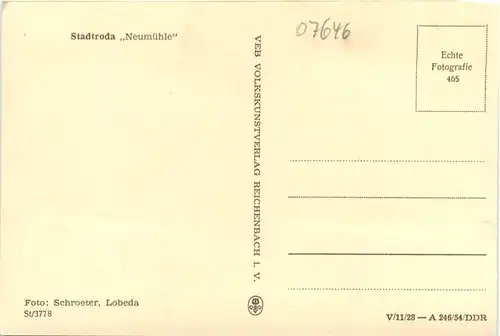 Stadtroda „Neumühle“
07646
Echte
Fotografie
465
VEB VOLKSKUNSTVERLAG REICHENBACH I. V.
Foto: Schroeter, Lobeda
St/3778
V/11/28 — A 246/54/DDR